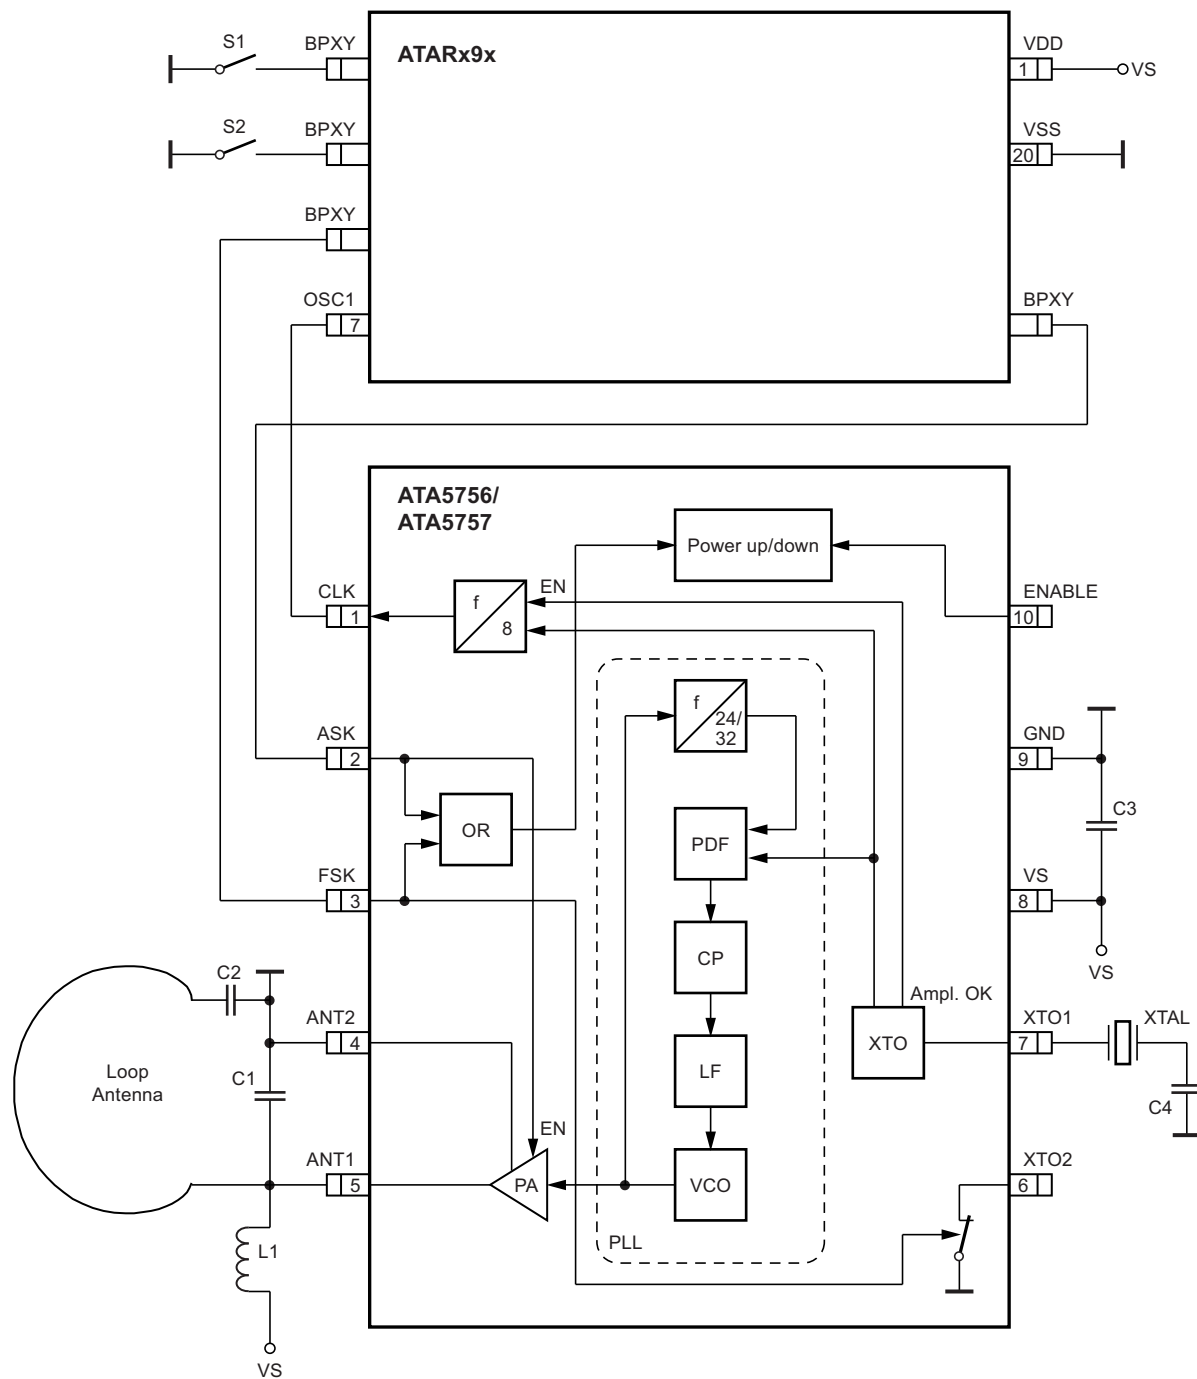 S1
BPXY
ATARx9x
VDD
1
VS
S2
BPXY
VSS
20
BPXY
OSC1
7
BPXY
ATA5756/
ATA5757
Power up/down
CLK
1
f
8
EN
ENABLE
10
f
24/
32
ASK
2
GND
9
OR
PDF
C3
FSK
3
VS
8
CP
VS
C2
Ampl. OK
ANT2
4
XTO
XTO1
7
XTAL
Loop
Antenna
C1
LF
C4
EN
ANT1
5
PA
VCO
XTO2
6
L1
PLL
VS